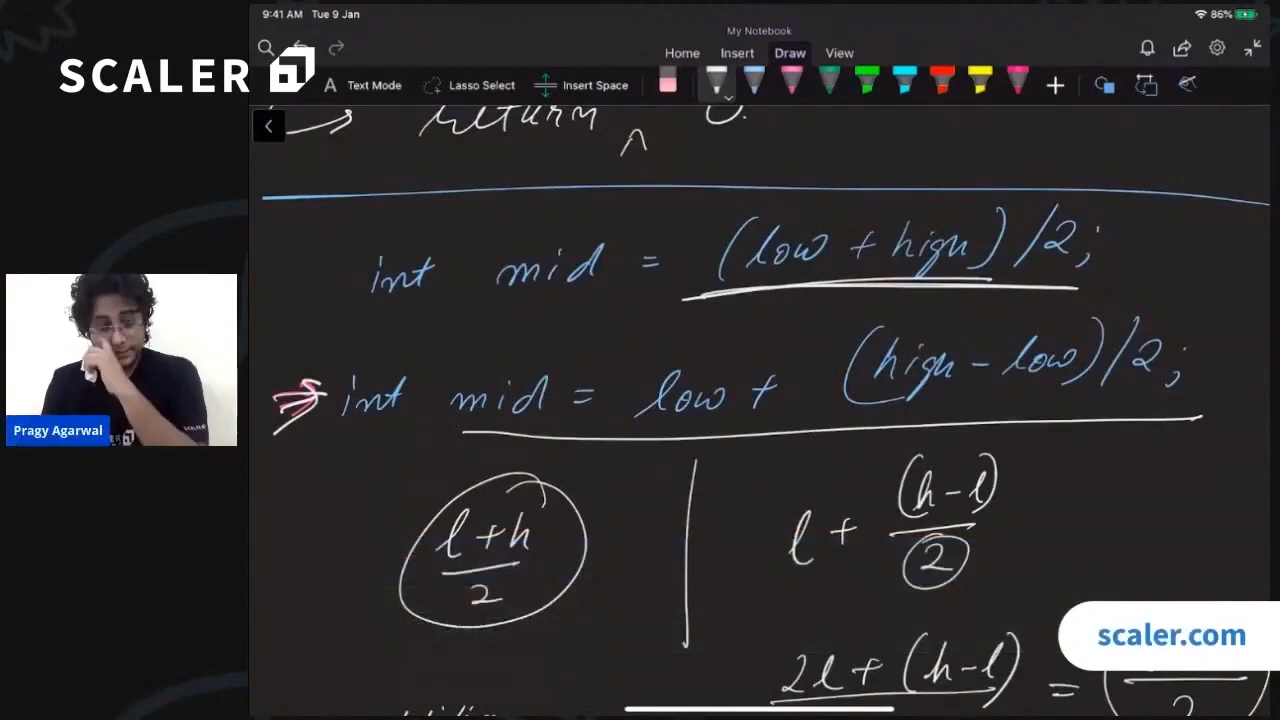 9:41 AM Tue 9 Jan
86%
My Notebook
SCALER
Home Insert Draw View
Text Mode Lasso Select Insert Space
return 0.
int mid = (low + high)/2;
int mid = low + (high - low)/2;
l+h
2
l + (h-l)
2
Pragy Agarwal
scaler.com
2l + (h-l) =
2